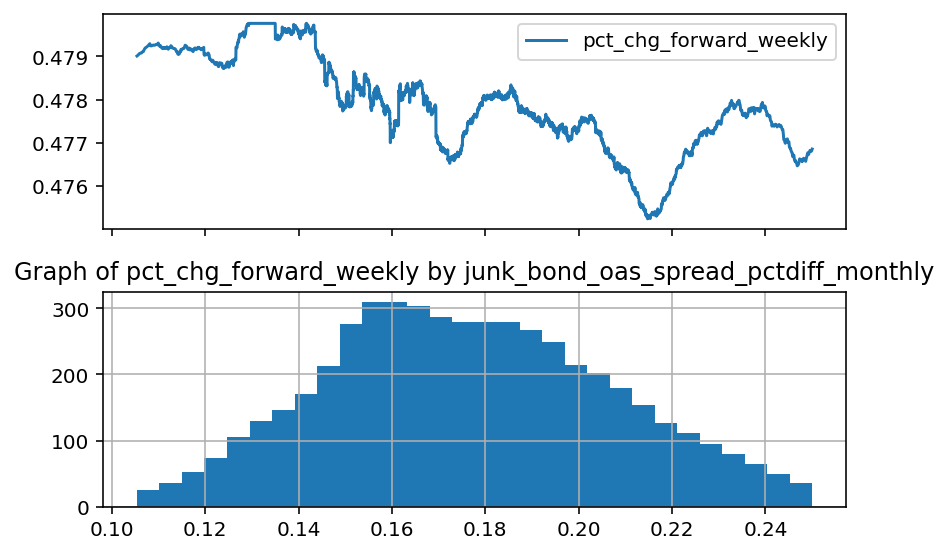 pct_chg_forward_weekly
0.479
0.478
0.477
0.476
Graph of pct_chg_forward_weekly by junk_bond_oas_spread_pctdiff_monthly
300
200
100
0
0.10 0.12 0.14 0.16 0.18 0.20 0.22 0.24